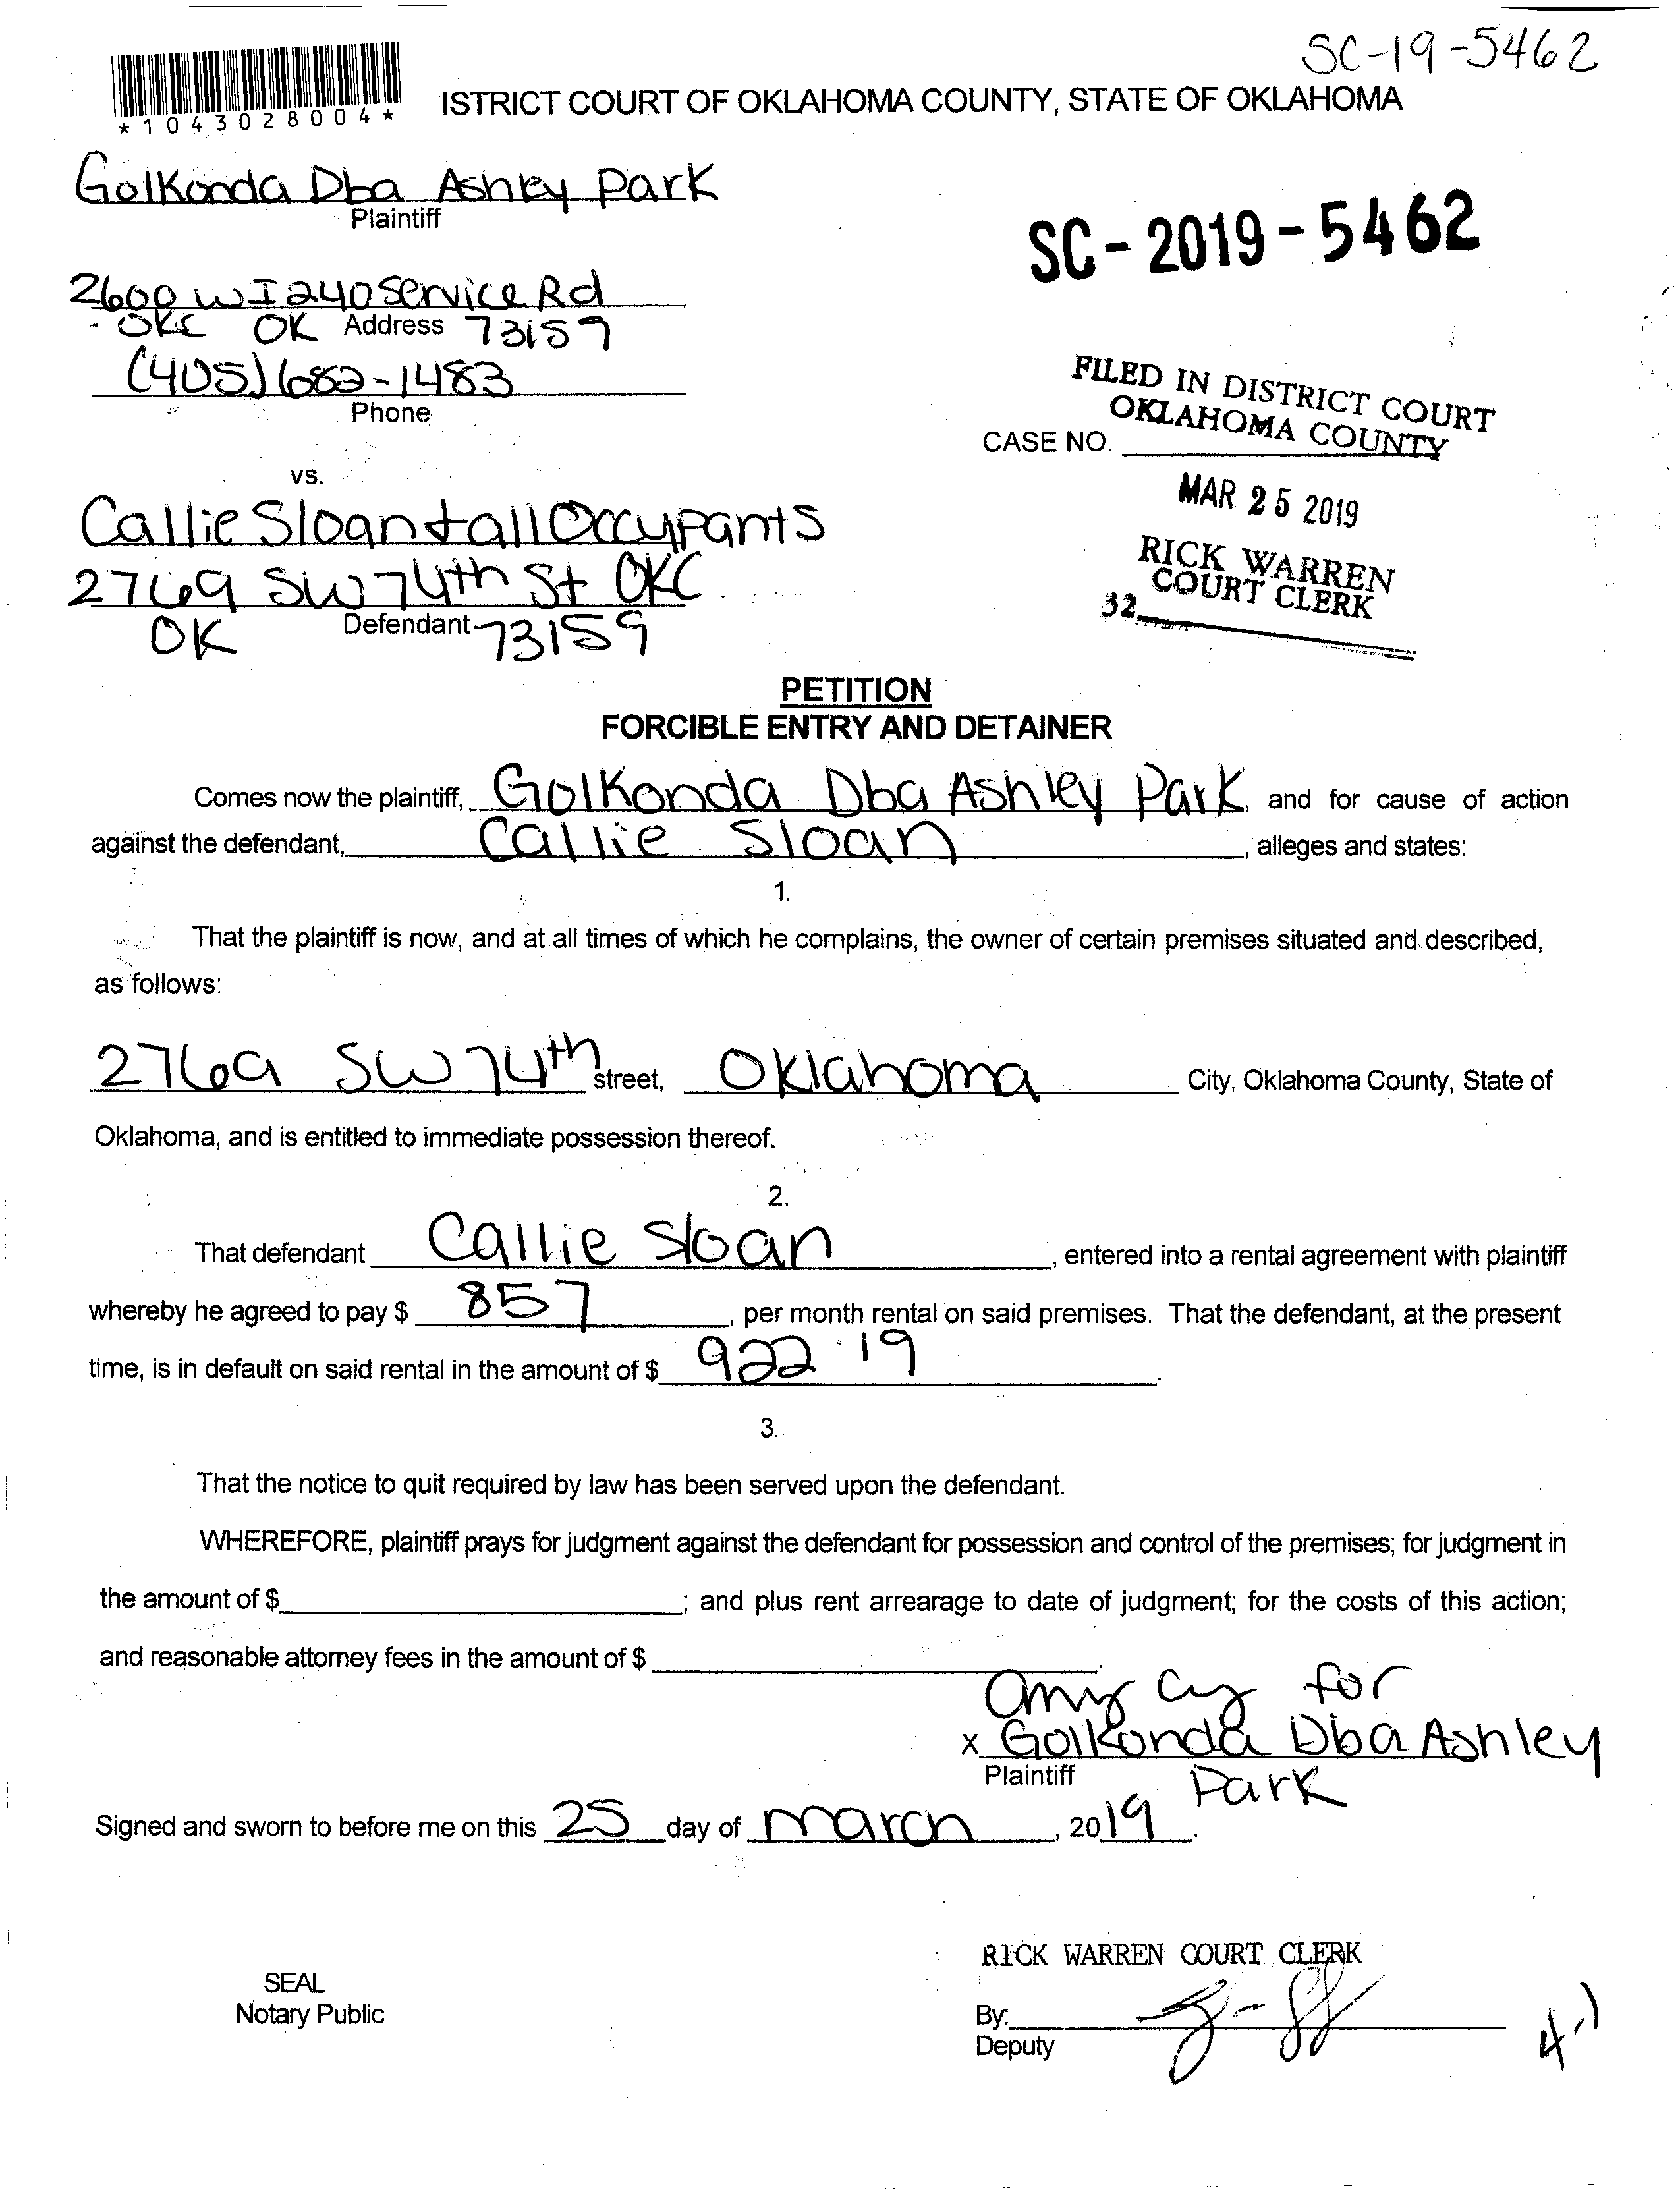 SC-19-5462
*1043028004*
ISTRICT COURT OF OKLAHOMA COUNTY, STATE OF OKLAHOMA
Golkonda Dba Ashley Park
Plaintiff
SC-2019-5462
2600 W I 240 Service Rd
OKC OK Address 73159
(405) 682-1483
Phone
FILED IN DISTRICT COURT
OKLAHOMA COUNTY
CASE NO.
MAR 25 2019
RICK WARREN
COURT CLERK
32
vs.
Callie Sloan + all Occupants
2769 SW 74th St OKC
OK Defendant 73159
PETITION
FORCIBLE ENTRY AND DETAINER
Comes now the plaintiff, Golkonda Dba Ashley Park, and for cause of action
against the defendant, Callie Sloan, alleges and states:
1.
That the plaintiff is now, and at all times of which he complains, the owner of certain premises situated and described,
as follows:
2769 SW 74th street, Oklahoma City, Oklahoma County, State of
Oklahoma, and is entitled to immediate possession thereof.
2.
That defendant Callie Sloan, entered into a rental agreement with plaintiff
whereby he agreed to pay $ 857, per month rental on said premises. That the defendant, at the present
time, is in default on said rental in the amount of $ 922.19.
3.
That the notice to quit required by law has been served upon the defendant.
WHEREFORE, plaintiff prays for judgment against the defendant for possession and control of the premises; for judgment in
the amount of $ ; and plus rent arrearage to date of judgment; for the costs of this action;
and reasonable attorney fees in the amount of $ .
Amy for
x Golkonda Dba Ashley
Plaintiff Park
Signed and sworn to before me on this 25 day of march, 2019.
RICK WARREN COURT CLERK
SEAL
Notary Public
By:
Deputy
4-1